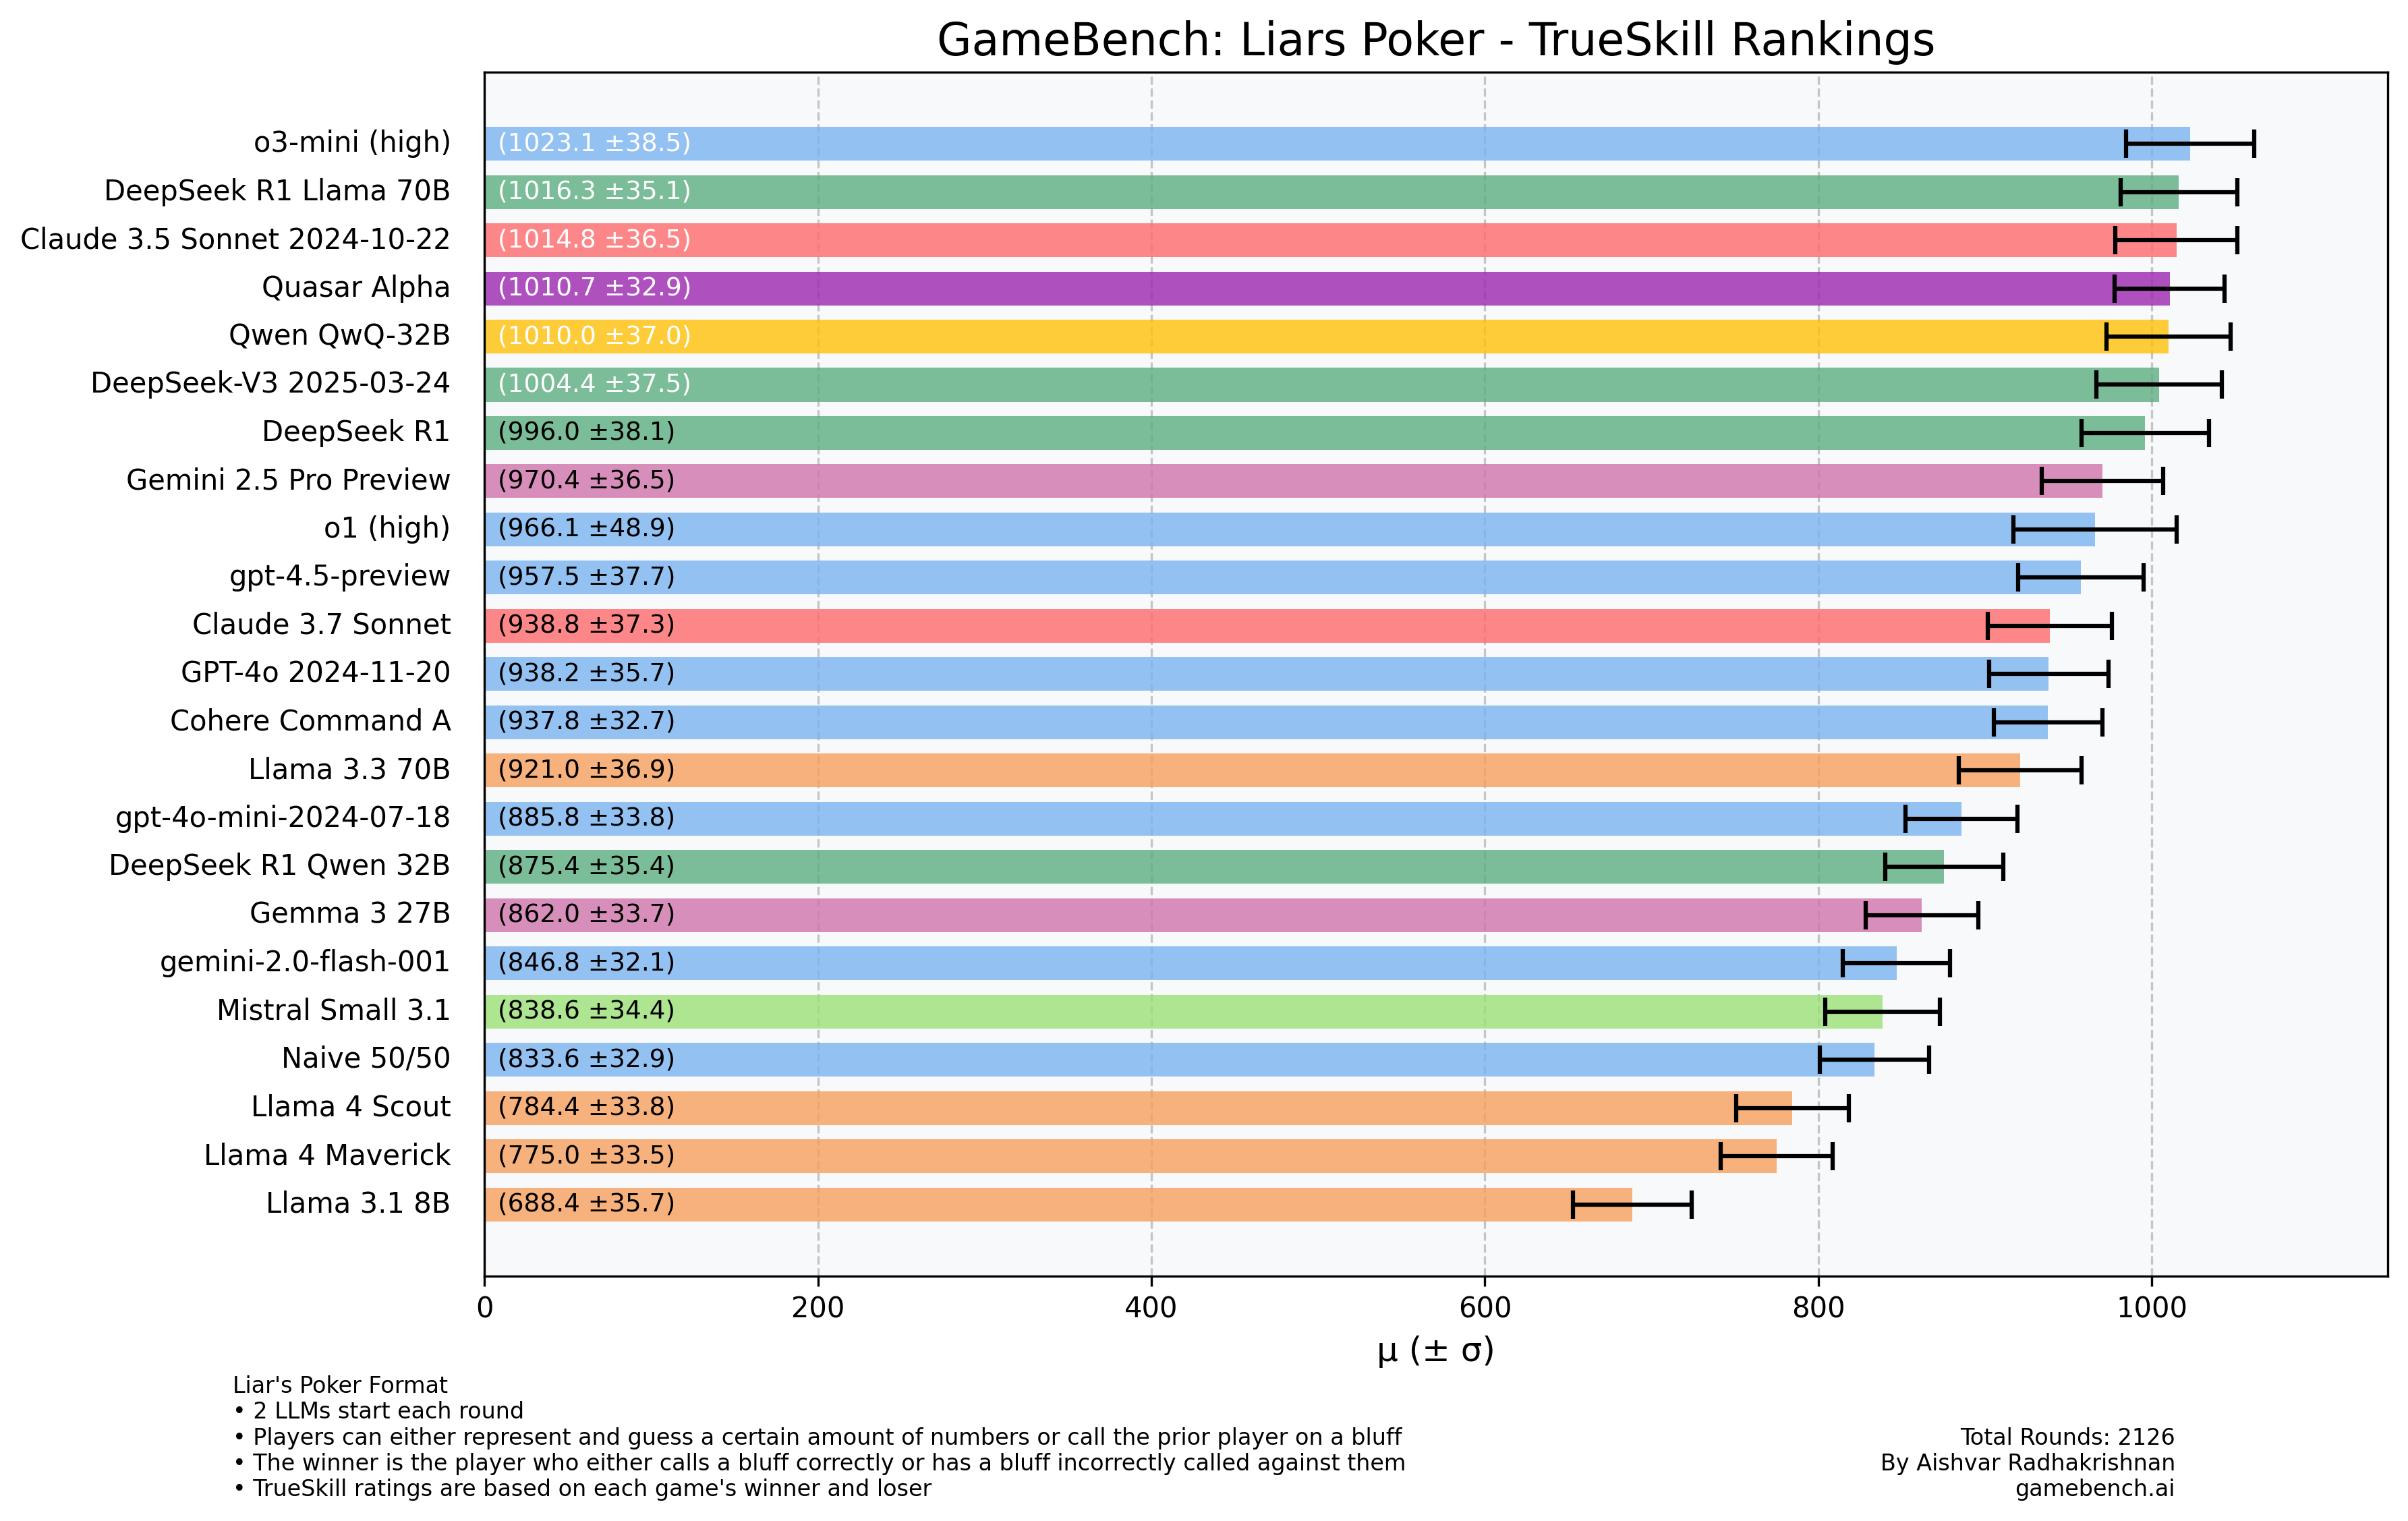 GameBench: Liars Poker - TrueSkill Rankings
o3-mini (high) (1023.1 ±38.5)
DeepSeek R1 Llama 70B (1016.3 ±35.1)
Claude 3.5 Sonnet 2024-10-22 (1014.8 ±36.5)
Quasar Alpha (1010.7 ±32.9)
Qwen QwQ-32B (1010.0 ±37.0)
DeepSeek-V3 2025-03-24 (1004.4 ±37.5)
DeepSeek R1 (996.0 ±38.1)
Gemini 2.5 Pro Preview (970.4 ±36.5)
o1 (high) (966.1 ±48.9)
gpt-4.5-preview (957.5 ±37.7)
Claude 3.7 Sonnet (938.8 ±37.3)
GPT-4o 2024-11-20 (938.2 ±35.7)
Cohere Command A (937.8 ±32.7)
Llama 3.3 70B (921.0 ±36.9)
gpt-4o-mini-2024-07-18 (885.8 ±33.8)
DeepSeek R1 Qwen 32B (875.4 ±35.4)
Gemma 3 27B (862.0 ±33.7)
gemini-2.0-flash-001 (846.8 ±32.1)
Mistral Small 3.1 (838.6 ±34.4)
Naive 50/50 (833.6 ±32.9)
Llama 4 Scout (784.4 ±33.8)
Llama 4 Maverick (775.0 ±33.5)
Llama 3.1 8B (688.4 ±35.7)
0 200 400 600 800 1000
μ (± σ)
Liar's Poker Format
• 2 LLMs start each round
• Players can either represent and guess a certain amount of numbers or call the prior player on a bluff
• The winner is the player who either calls a bluff correctly or has a bluff incorrectly called against them
• TrueSkill ratings are based on each game's winner and loser
Total Rounds: 2126
By Aishvar Radhakrishnan
gamebench.ai